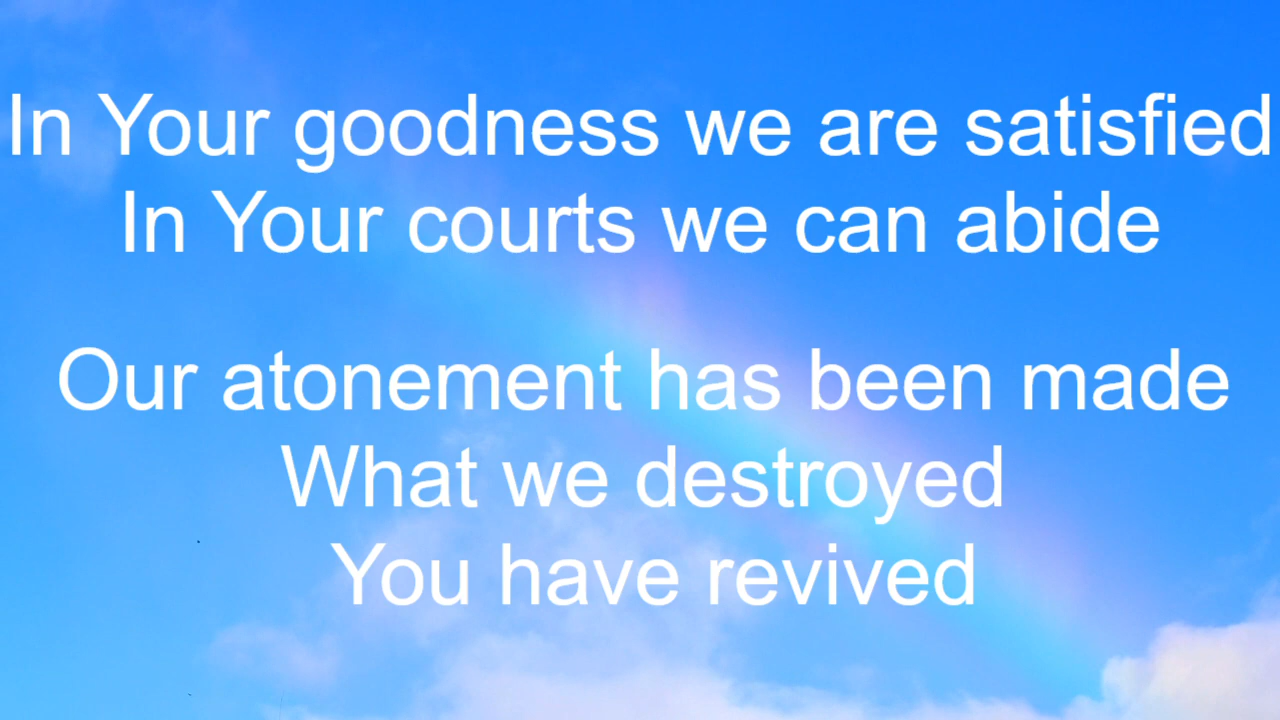 In Your goodness we are satisfied
In Your courts we can abide
Our atonement has been made
What we destroyed
You have revived